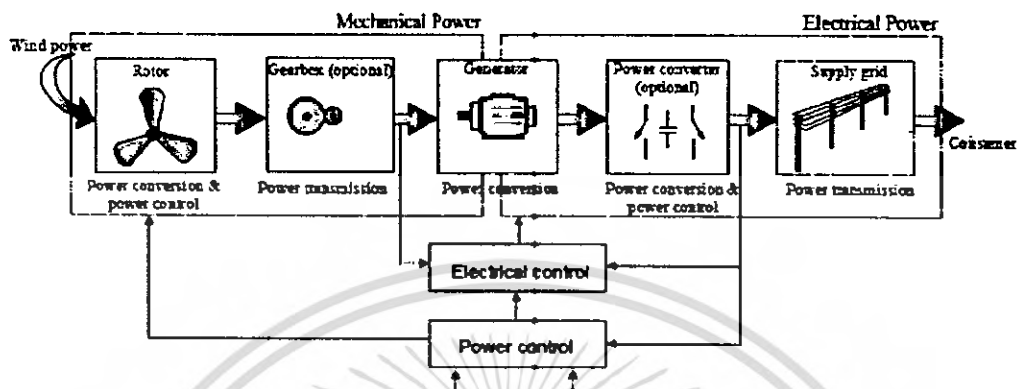 Mechanical Power
Electrical Power
Wind power
Rotor
Gearbox (optional)
Generator
Power converter
(optional)
Supply grid
Consumer
Power conversion &
power control
Power transmission
Power conversion
Power conversion &
power control
Power transmission
Electrical control
Power control